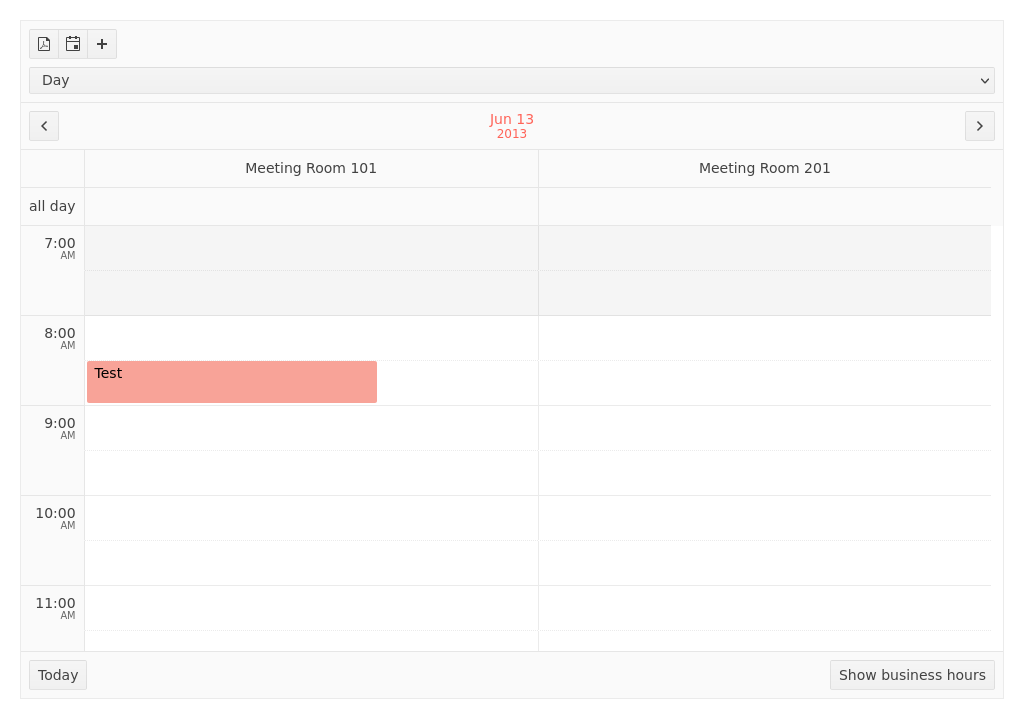 Day
Jun 13
2013
Meeting Room 101
Meeting Room 201
all day
7:00
AM
8:00
AM
Test
9:00
AM
10:00
AM
11:00
AM
Today
Show business hours